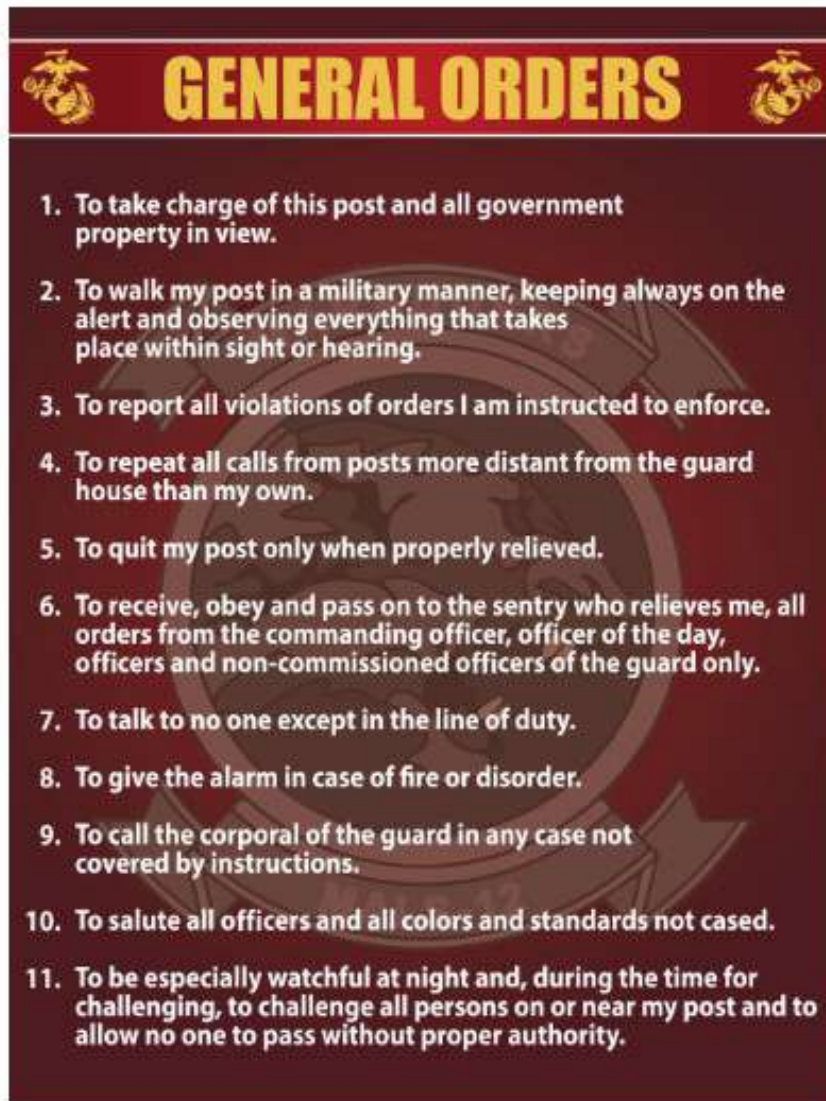 GENERAL ORDERS
1. To take charge of this post and all government
property in view.
2. To walk my post in a military manner, keeping always on the
alert and observing everything that takes
place within sight or hearing.
3. To report all violations of orders I am instructed to enforce.
4. To repeat all calls from posts more distant from the guard
house than my own.
5. To quit my post only when properly relieved.
6. To receive, obey and pass on to the sentry who relieves me, all
orders from the commanding officer, officer of the day,
officers and non-commissioned officers of the guard only.
7. To talk to no one except in the line of duty.
8. To give the alarm in case of fire or disorder.
9. To call the corporal of the guard in any case not
covered by instructions.
10. To salute all officers and all colors and standards not cased.
11. To be especially watchful at night and, during the time for
challenging, to challenge all persons on or near my post and to
allow no one to pass without proper authority.